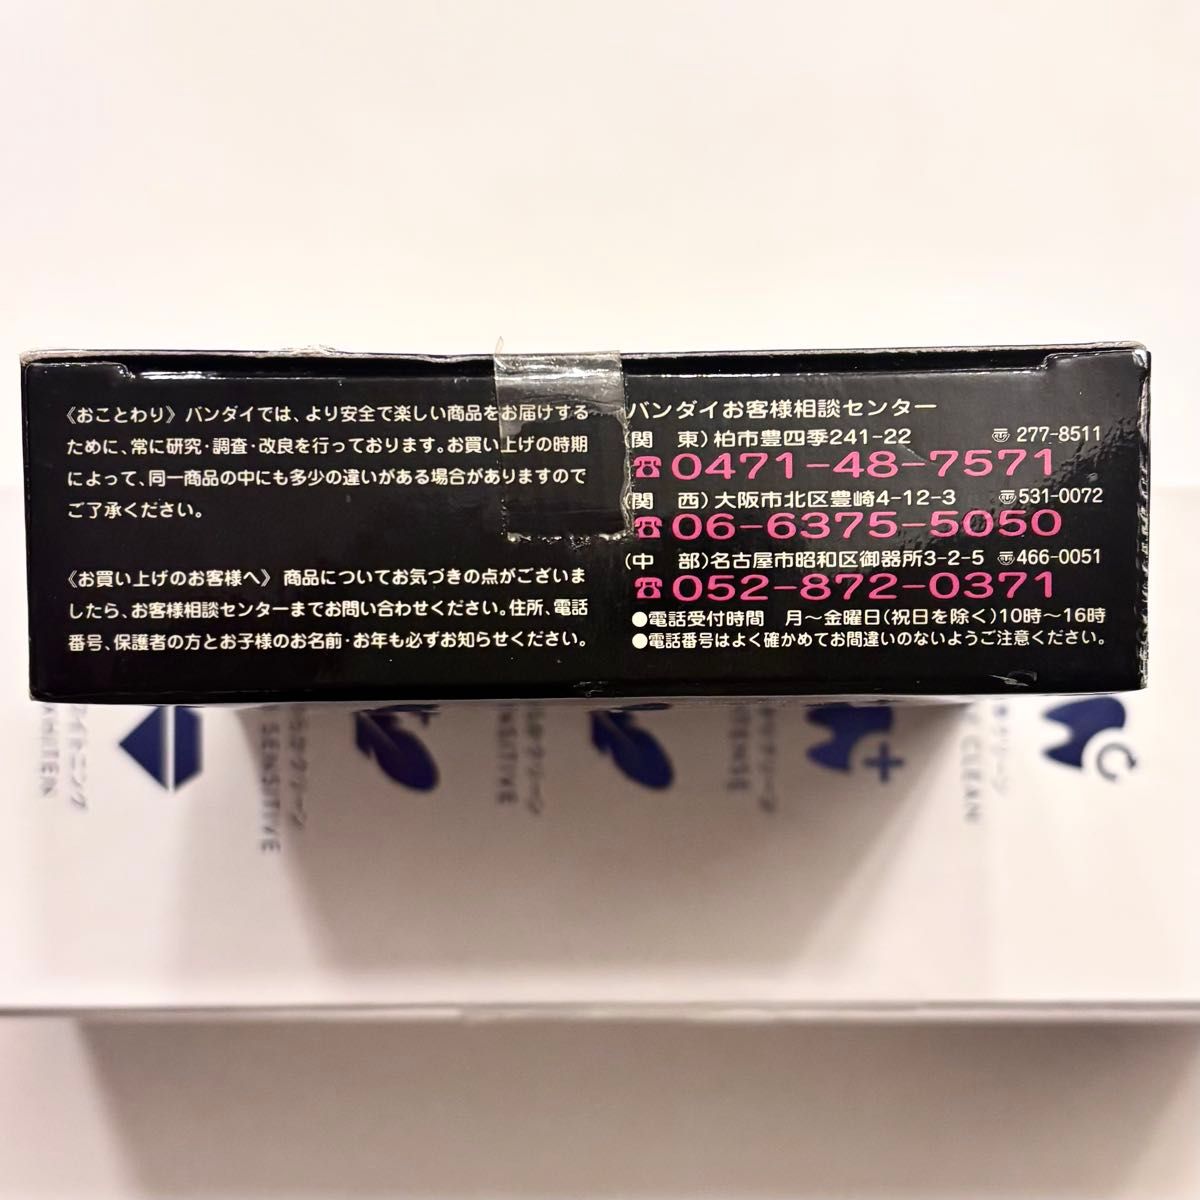 《おことわり》バンダイでは、より安全で楽しい商品をお届けする
ために、常に研究・調査・改良を行っております。お買い上げの時期
によって、同一商品の中にも多少の違いがある場合がありますので
ご了承ください。
《お買い上げのお客様へ》商品についてお気づきの点がございま
したら、お客様相談センターまでお問い合わせください。住所、電話
番号、保護者の方とお子様のお名前・お年も必ずお知らせください。
バンダイお客様相談センター
(関 東)柏市豊四季241-22 〠277-8511
☎0471-48-7571
(関 西)大阪市北区豊崎4-12-3 〠531-0072
☎06-6375-5050
(中 部)名古屋市昭和区御器所3-2-5 〠466-0051
☎052-872-0371
●電話受付時間 月〜金曜日(祝日を除く)10時〜16時
●電話番号はよく確かめてお間違いのないようご注意ください。
SENSITIVE
CLEAN